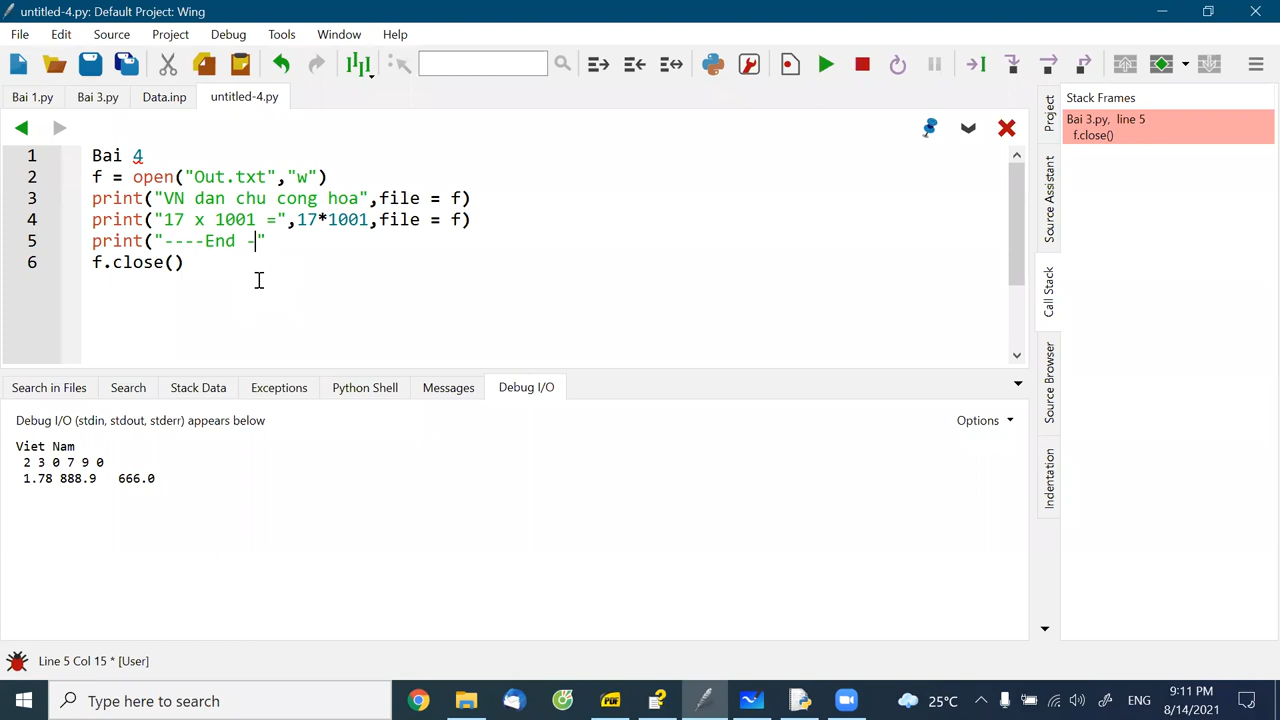 untitled-4.py: Default Project: Wing
File Edit Source Project Debug Tools Window Help
Bai 1.py Bai 3.py Data.inp untitled-4.py
1 Bai 4
2 f = open("Out.txt","w")
3 print("VN dan chu cong hoa",file = f)
4 print("17 x 1001 =",17*1001,file = f)
5 print("----End -"
6 f.close()
Project
Source Assistant
Call Stack
Source Browser
Indentation
Stack Frames
Bai 3.py, line 5
f.close()
Search in Files Search Stack Data Exceptions Python Shell Messages Debug I/O
Debug I/O (stdin, stdout, stderr) appears below
Options
Viet Nam
2 3 0 7 9 0
1.78 888.9 666.0
Line 5 Col 15 * [User]
Type here to search
PDF
25°C
ENG
9:11 PM
8/14/2021